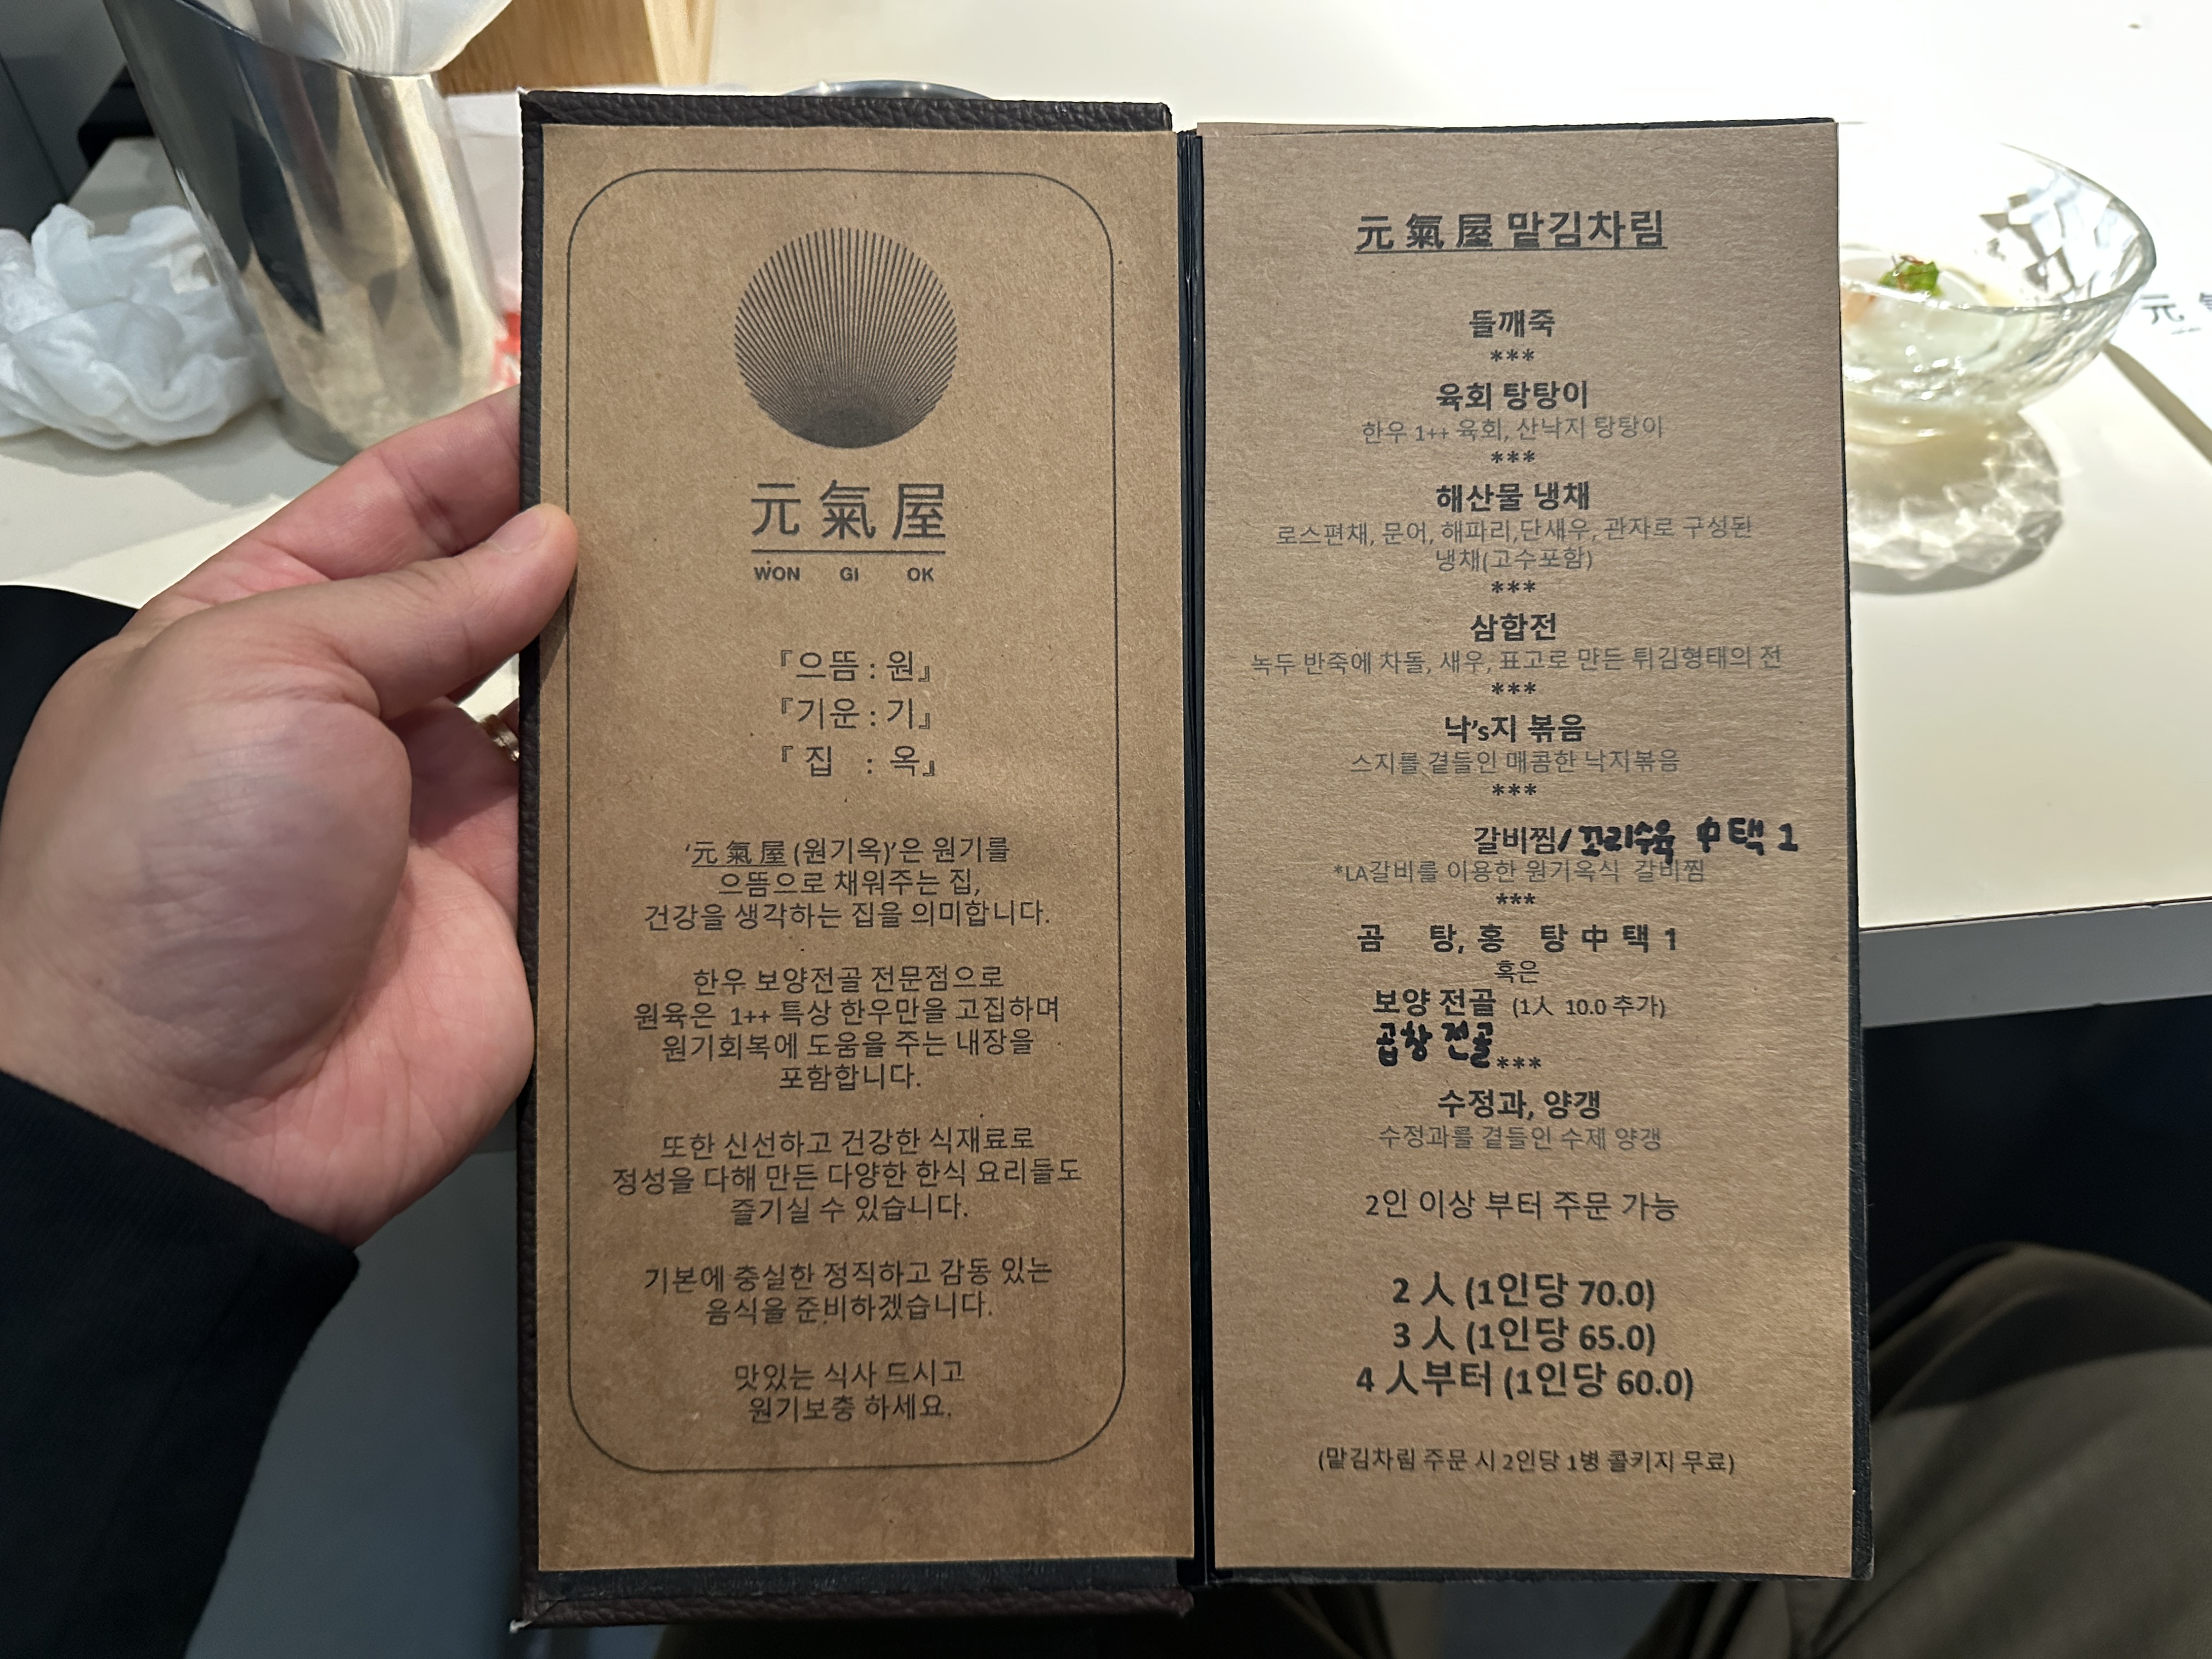 元氣屋
WON GI OK
『으뜸 : 원』
『기운 : 기』
『집 : 옥』
'元氣屋(원기옥)'은 원기를
으뜸으로 채워주는 집,
건강을 생각하는 집을 의미합니다.
한우 보양전골 전문점으로
원육은 1++ 특상 한우만을 고집하며
원기회복에 도움을 주는 내장을
포함합니다.
또한 신선하고 건강한 식재료로
정성을 다해 만든 다양한 한식 요리들도
즐기실 수 있습니다.
기본에 충실한 정직하고 감동 있는
음식을 준비하겠습니다.
맛있는 식사 드시고
원기보충 하세요.
元氣屋 맡김차림
들깨죽
***
육회 탕탕이
한우 1++ 육회, 산낙지 탕탕이
***
해산물 냉채
로스편채, 문어, 해파리,단새우, 관자로 구성된
냉채(고수포함)
***
삼합전
녹두 반죽에 차돌, 새우, 표고로 만든 튀김형태의 전
***
낙's지 볶음
스지를 곁들인 매콤한 낙지볶음
***
갈비찜/꼬리수육 中택 1
*LA갈비를 이용한 원기옥식 갈비찜
***
곰 탕, 홍 탕 中 택 1
혹은
보양 전골 (1人 10.0 추가)
곱창 전골
***
수정과, 양갱
수정과를 곁들인 수제 양갱
2인 이상 부터 주문 가능
2 人 (1인당 70.0)
3 人 (1인당 65.0)
4 人부터 (1인당 60.0)
(맡김차림 주문 시 2인당 1병 콜키지 무료)
元